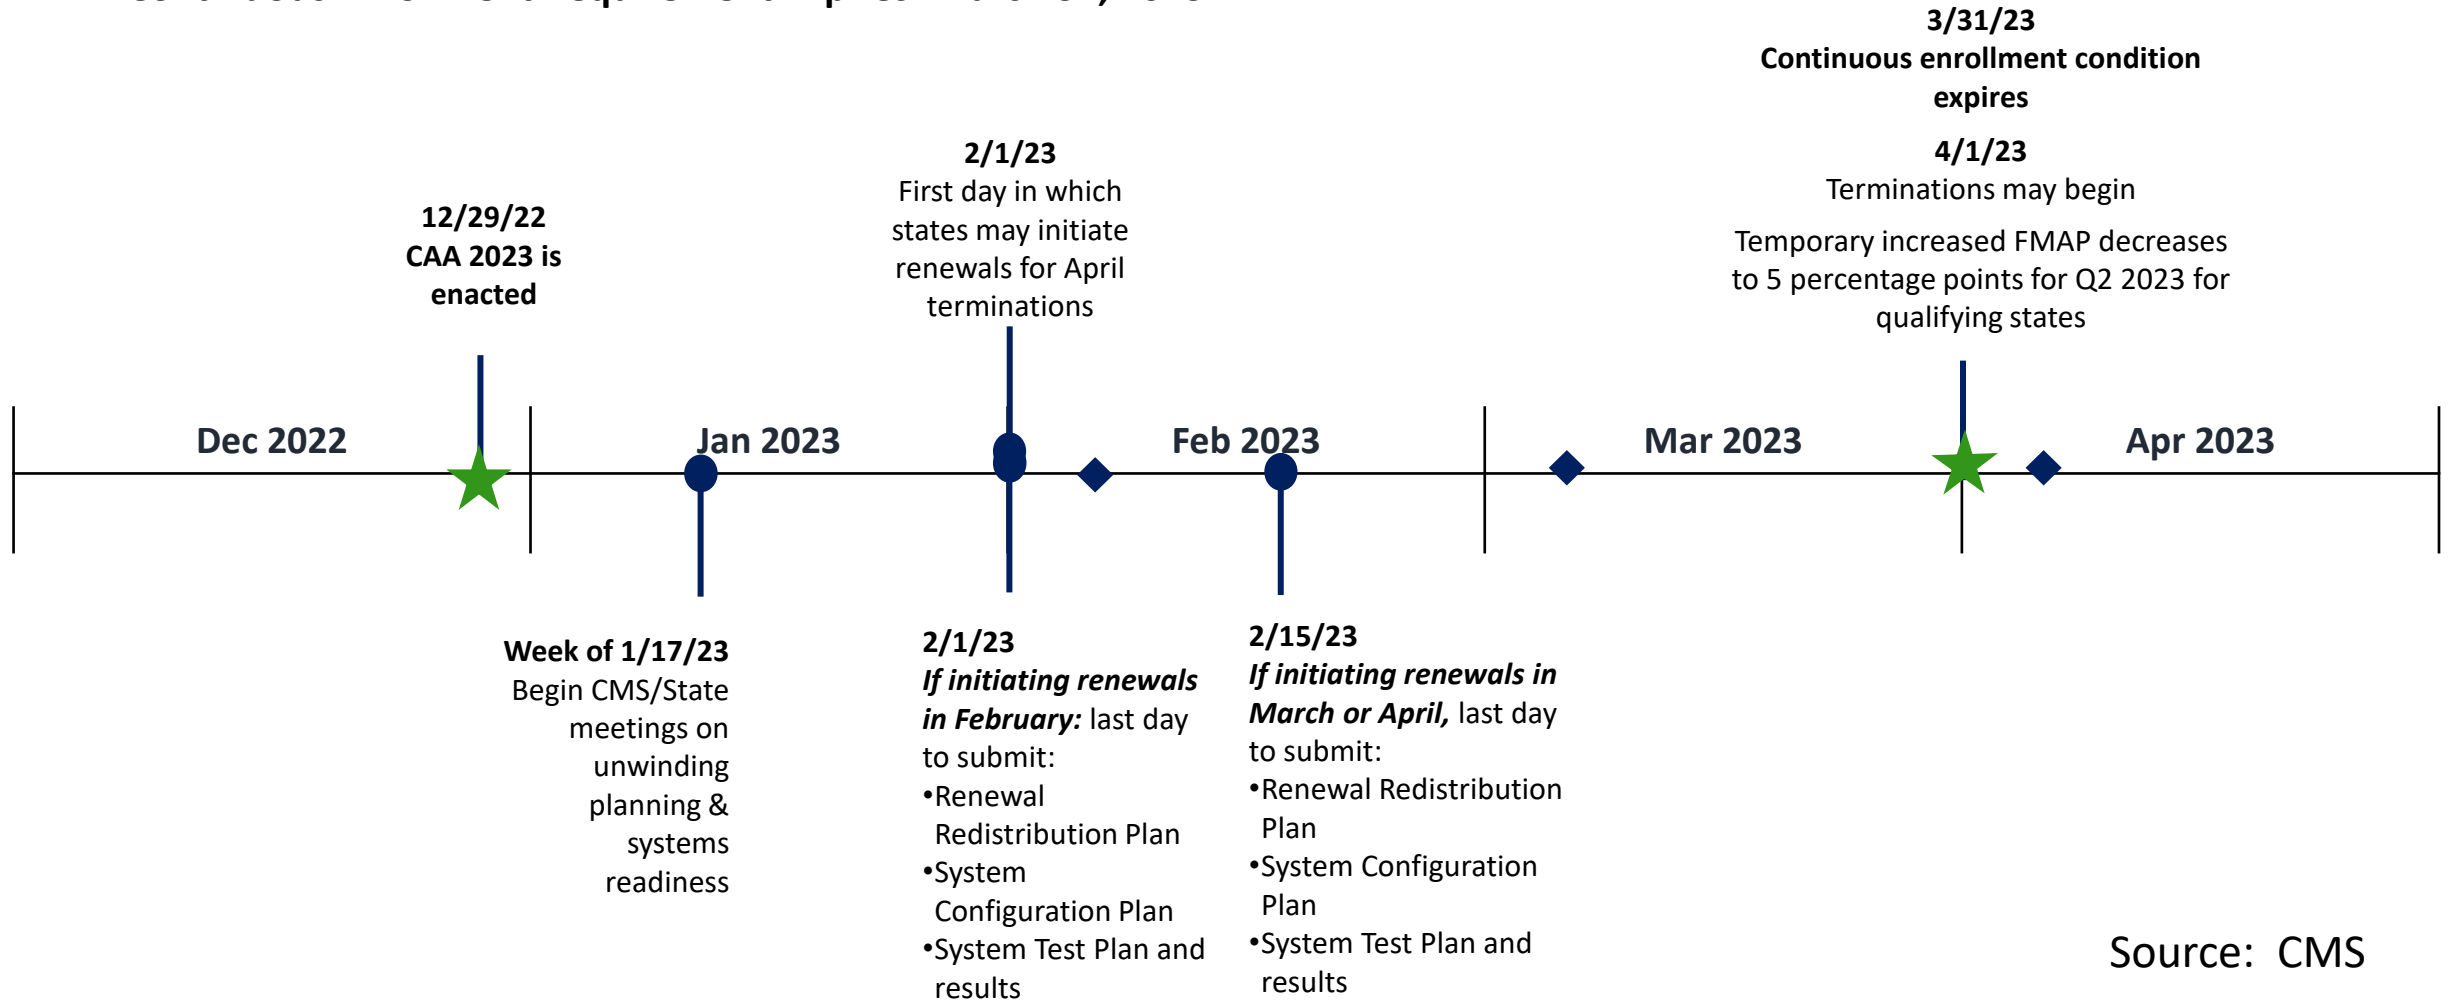 3/31/23
Continuous enrollment condition
expires
4/1/23
Terminations may begin
Temporary increased FMAP decreases
to 5 percentage points for Q2 2023 for
qualifying states
2/1/23
First day in which
states may initiate
renewals for April
terminations
12/29/22
CAA 2023 is
enacted
Dec 2022
Jan 2023
Feb 2023
Mar 2023
Apr 2023
Week of 1/17/23
Begin CMS/State
meetings on
unwinding
planning &
systems
readiness
2/1/23
If initiating renewals
in February: last day
to submit:
•Renewal
Redistribution Plan
•System
Configuration Plan
•System Test Plan and
results
2/15/23
If initiating renewals in
March or April, last day
to submit:
•Renewal Redistribution
Plan
•System Configuration
Plan
•System Test Plan and
results
Source: CMS